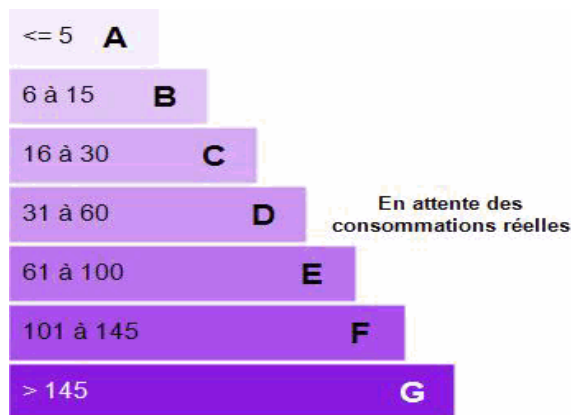 <= 5 A
6 à 15 B
16 à 30 C
31 à 60 D
En attente des
consommations réelles
61 à 100 E
101 à 145 F
> 145 G